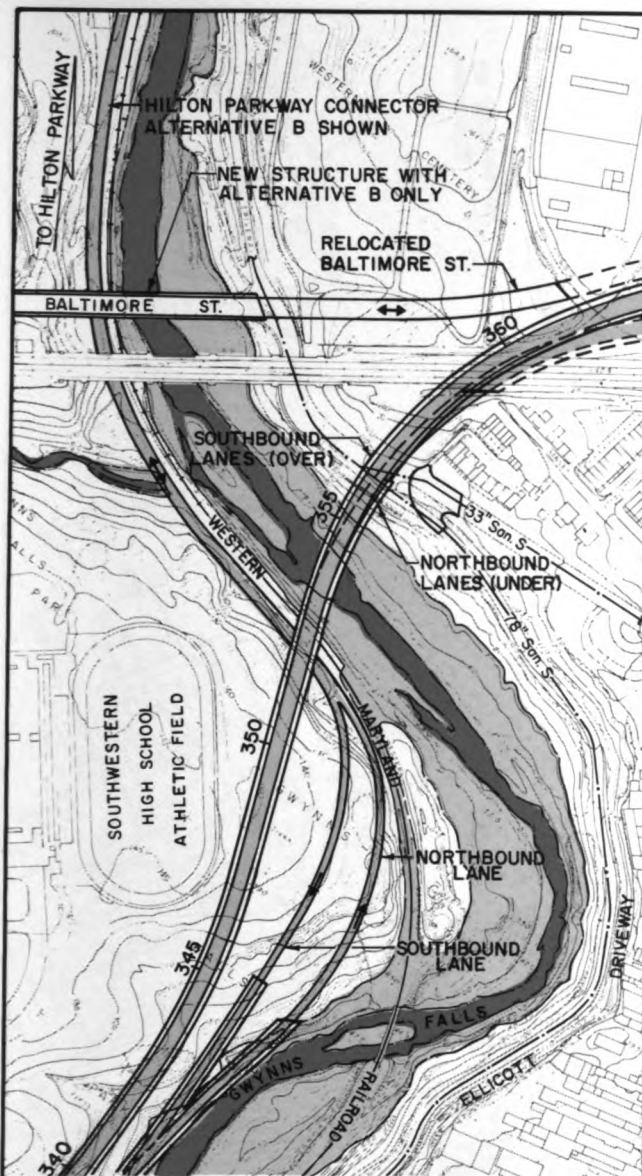 WESTERN
CEMETERY
HILTON PARKWAY CONNECTOR
ALTERNATIVE B SHOWN
TO HILTON PARKWAY
NEW STRUCTURE WITH
ALTERNATIVE B ONLY
RELOCATED
BALTIMORE ST.
BALTIMORE ST.
360
SOUTHBOUND
LANES (OVER)
355
33" San. S.
NORTHBOUND
LANES (UNDER)
78" San. S.
WESTERN
MARYLAND
RAILROAD
350
SOUTHWESTERN
HIGH SCHOOL
ATHLETIC FIELD
GWYNNS
NORTHBOUND
LANE
SOUTHBOUND
LANE
345
GWYNNS FALLS
ELLICOTT
DRIVEWAY
340